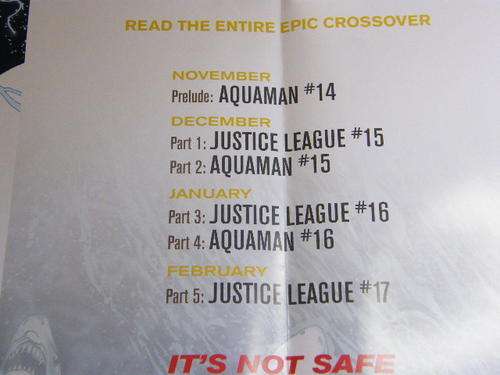 READ THE ENTIRE EPIC CROSSOVER
NOVEMBER
Prelude: AQUAMAN #14
DECEMBER
Part 1: JUSTICE LEAGUE #15
Part 2: AQUAMAN #15
JANUARY
Part 3: JUSTICE LEAGUE #16
Part 4: AQUAMAN #16
FEBRUARY
Part 5: JUSTICE LEAGUE #17
IT'S NOT SAFE